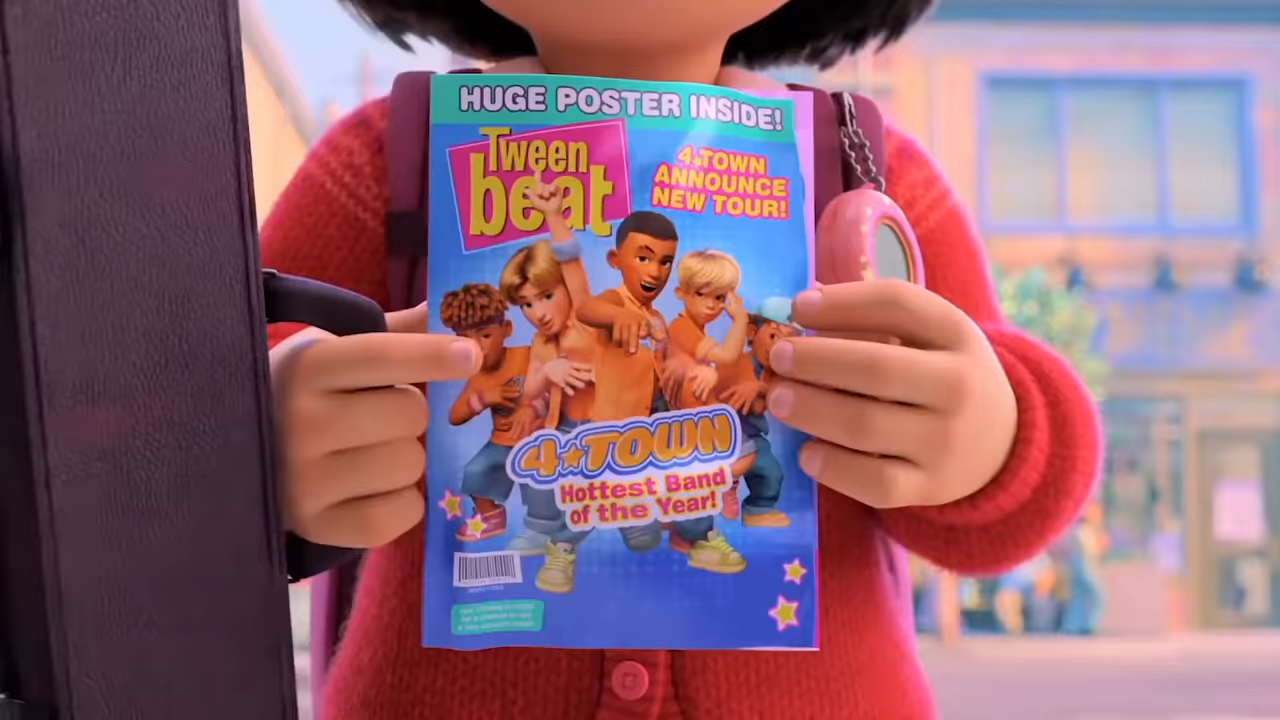 HUGE POSTER INSIDE!
Tween
beat
4★TOWN
ANNOUNCE
NEW TOUR!
4★TOWN
Hottest Band
of the Year!